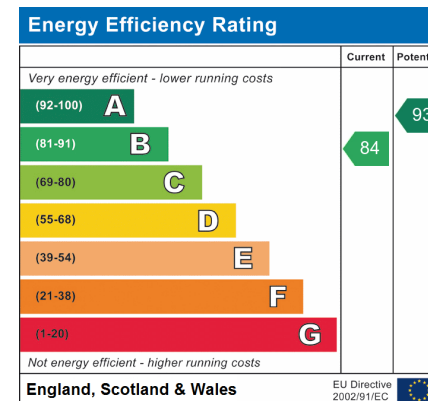 Energy Efficiency Rating
Current
Very energy efficient - lower running costs
(92-100) A
93
(81-91) B
84
(69-80) C
(55-68) D
(39-54) E
(21-38) F
(1-20) G
Not energy efficient - higher running costs
England, Scotland & Wales
EU Directive
2002/91/EC